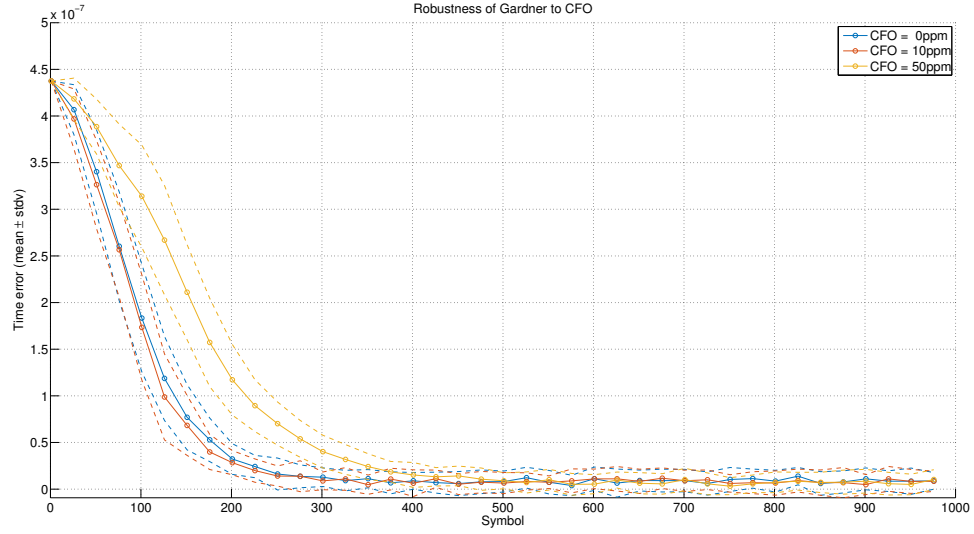 Robustness of Gardner to CFO
5 x 10^-7
CFO = 0ppm
CFO = 10ppm
CFO = 50ppm
4.5
4
3.5
3
2.5
2
1.5
1
0.5
0
Time error (mean ± stdv)
0 100 200 300 400 500 600 700 800 900 1000
Symbol